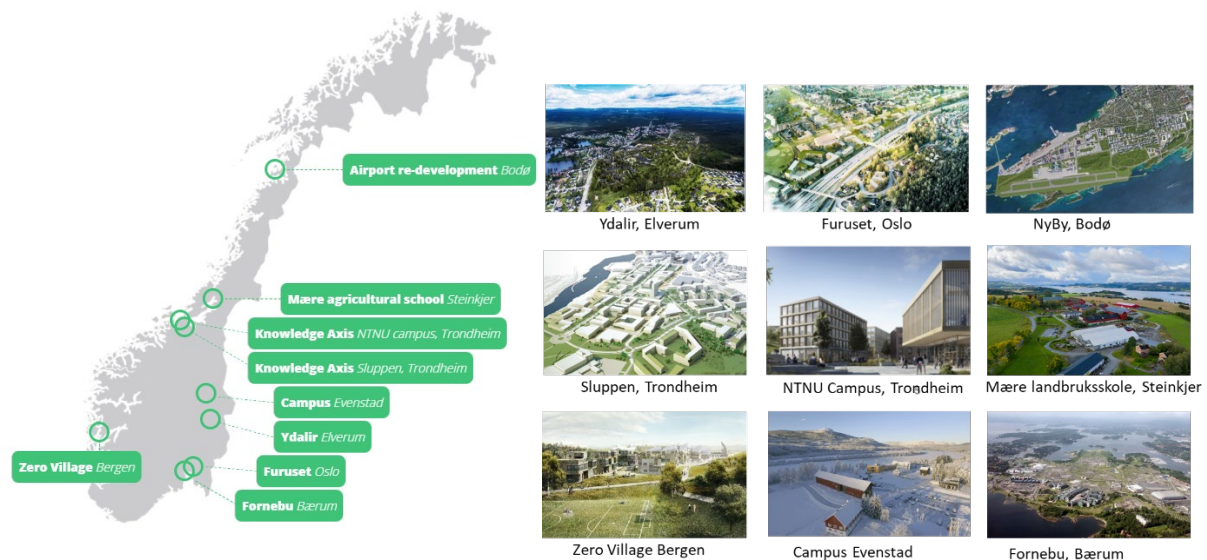 Airport re-development Bodø
Mære agricultural school Steinkjer
Knowledge Axis NTNU campus, Trondheim
Knowledge Axis Sluppen, Trondheim
Campus Evenstad
Ydalir Elverum
Zero Village Bergen
Furuset Oslo
Fornebu Bærum
Ydalir, Elverum
Furuset, Oslo
NyBy, Bodø
Sluppen, Trondheim
NTNU Campus, Trondheim
Mære landbruksskole, Steinkjer
Zero Village Bergen
Campus Evenstad
Fornebu, Bærum